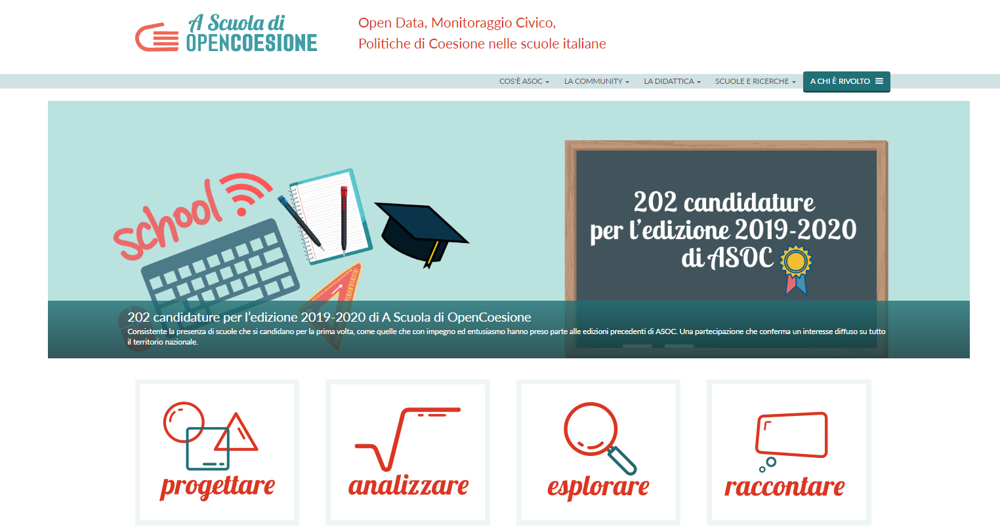 A Scuola di
OPENCOESIONE
Open Data, Monitoraggio Civico,
Politiche di Coesione nelle scuole italiane
COS'È ASOC
LA COMMUNITY
LA DIDATTICA
SCUOLE E RICERCHE
A CHI È RIVOLTO
school
202 candidature
per l'edizione 2019-2020
di ASOC
202 candidature per l’edizione 2019-2020 di A Scuola di OpenCoesione
Consistente la presenza di scuole che si candidano per la prima volta, come quelle che con impegno ed entusiasmo hanno preso parte alle edizioni precedenti di ASOC. Una partecipazione che conferma un interesse diffuso su tutto
il territorio nazionale.
progettare
analizzare
esplorare
raccontare